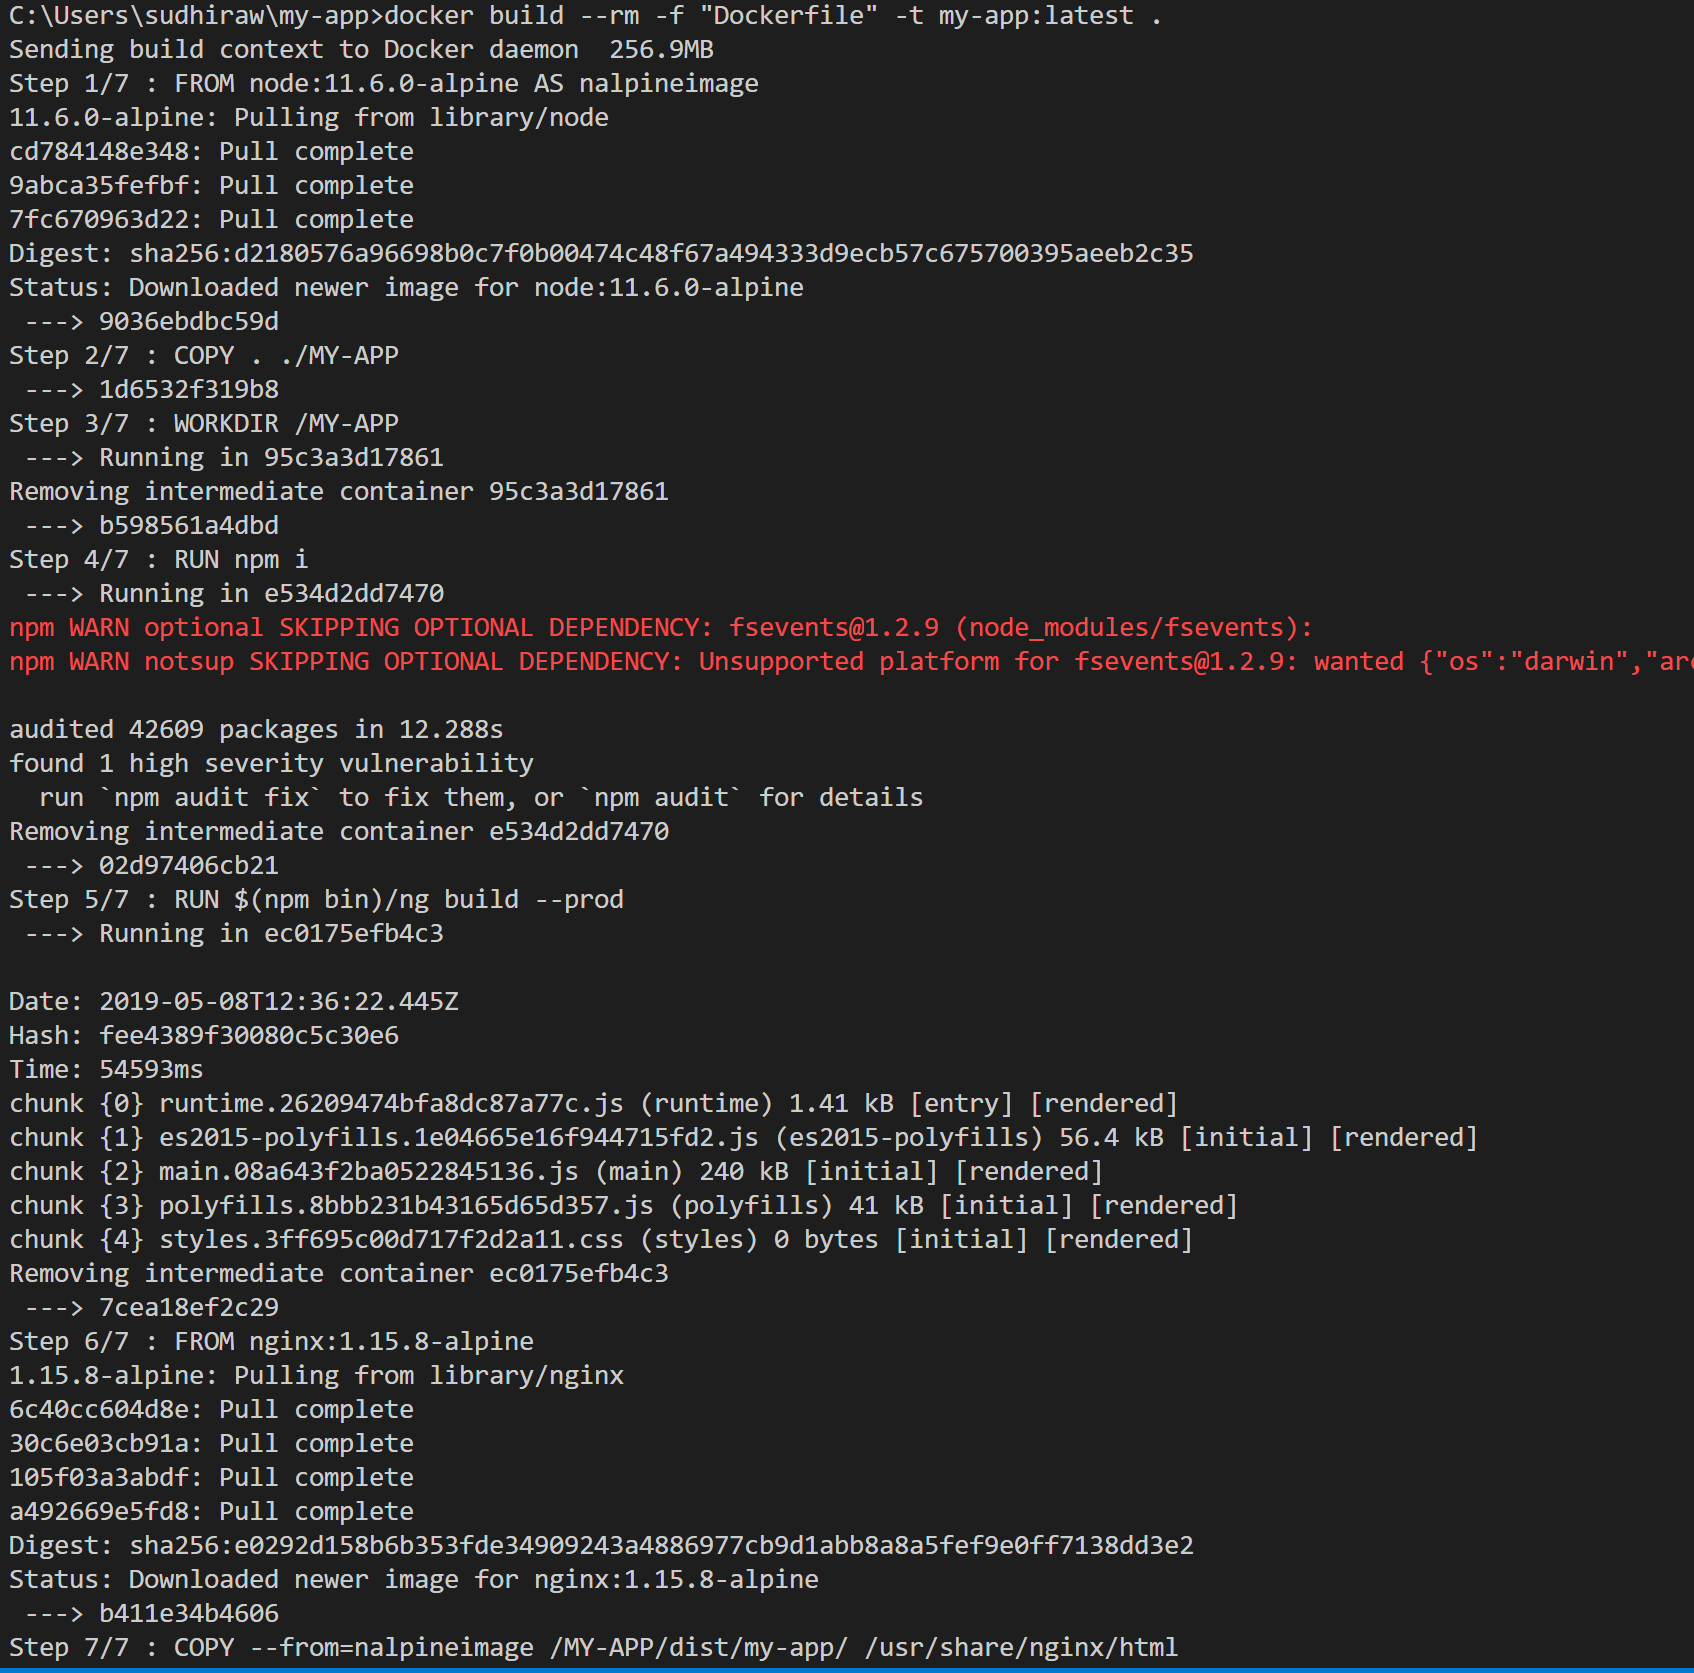 C:\Users\sudhiraw\my-app>docker build --rm -f "Dockerfile" -t my-app:latest .
Sending build context to Docker daemon  256.9MB
Step 1/7 : FROM node:11.6.0-alpine AS nalpineimage
11.6.0-alpine: Pulling from library/node
cd784148e348: Pull complete
9abca35fefbf: Pull complete
7fc670963d22: Pull complete
Digest: sha256:d2180576a96698b0c7f0b00474c48f67a494333d9ecb57c675700395aeeb2c35
Status: Downloaded newer image for node:11.6.0-alpine
 ---> 9036ebdbc59d
Step 2/7 : COPY . ./MY-APP
 ---> 1d6532f319b8
Step 3/7 : WORKDIR /MY-APP
 ---> Running in 95c3a3d17861
Removing intermediate container 95c3a3d17861
 ---> b598561a4dbd
Step 4/7 : RUN npm i
 ---> Running in e534d2dd7470
npm WARN optional SKIPPING OPTIONAL DEPENDENCY: fsevents@1.2.9 (node_modules/fsevents):
npm WARN notsup SKIPPING OPTIONAL DEPENDENCY: Unsupported platform for fsevents@1.2.9: wanted {"os":"darwin","arc
audited 42609 packages in 12.288s
found 1 high severity vulnerability
  run `npm audit fix` to fix them, or `npm audit` for details
Removing intermediate container e534d2dd7470
 ---> 02d97406cb21
Step 5/7 : RUN $(npm bin)/ng build --prod
 ---> Running in ec0175efb4c3
Date: 2019-05-08T12:36:22.445Z
Hash: fee4389f30080c5c30e6
Time: 54593ms
chunk {0} runtime.26209474bfa8dc87a77c.js (runtime) 1.41 kB [entry] [rendered]
chunk {1} es2015-polyfills.1e04665e16f944715fd2.js (es2015-polyfills) 56.4 kB [initial] [rendered]
chunk {2} main.08a643f2ba0522845136.js (main) 240 kB [initial] [rendered]
chunk {3} polyfills.8bbb231b43165d65d357.js (polyfills) 41 kB [initial] [rendered]
chunk {4} styles.3ff695c00d717f2d2a11.css (styles) 0 bytes [initial] [rendered]
Removing intermediate container ec0175efb4c3
 ---> 7cea18ef2c29
Step 6/7 : FROM nginx:1.15.8-alpine
1.15.8-alpine: Pulling from library/nginx
6c40cc604d8e: Pull complete
30c6e03cb91a: Pull complete
105f03a3abdf: Pull complete
a492669e5fd8: Pull complete
Digest: sha256:e0292d158b6b353fde34909243a4886977cb9d1abb8a8a5fef9e0ff7138dd3e2
Status: Downloaded newer image for nginx:1.15.8-alpine
 ---> b411e34b4606
Step 7/7 : COPY --from=nalpineimage /MY-APP/dist/my-app/ /usr/share/nginx/html